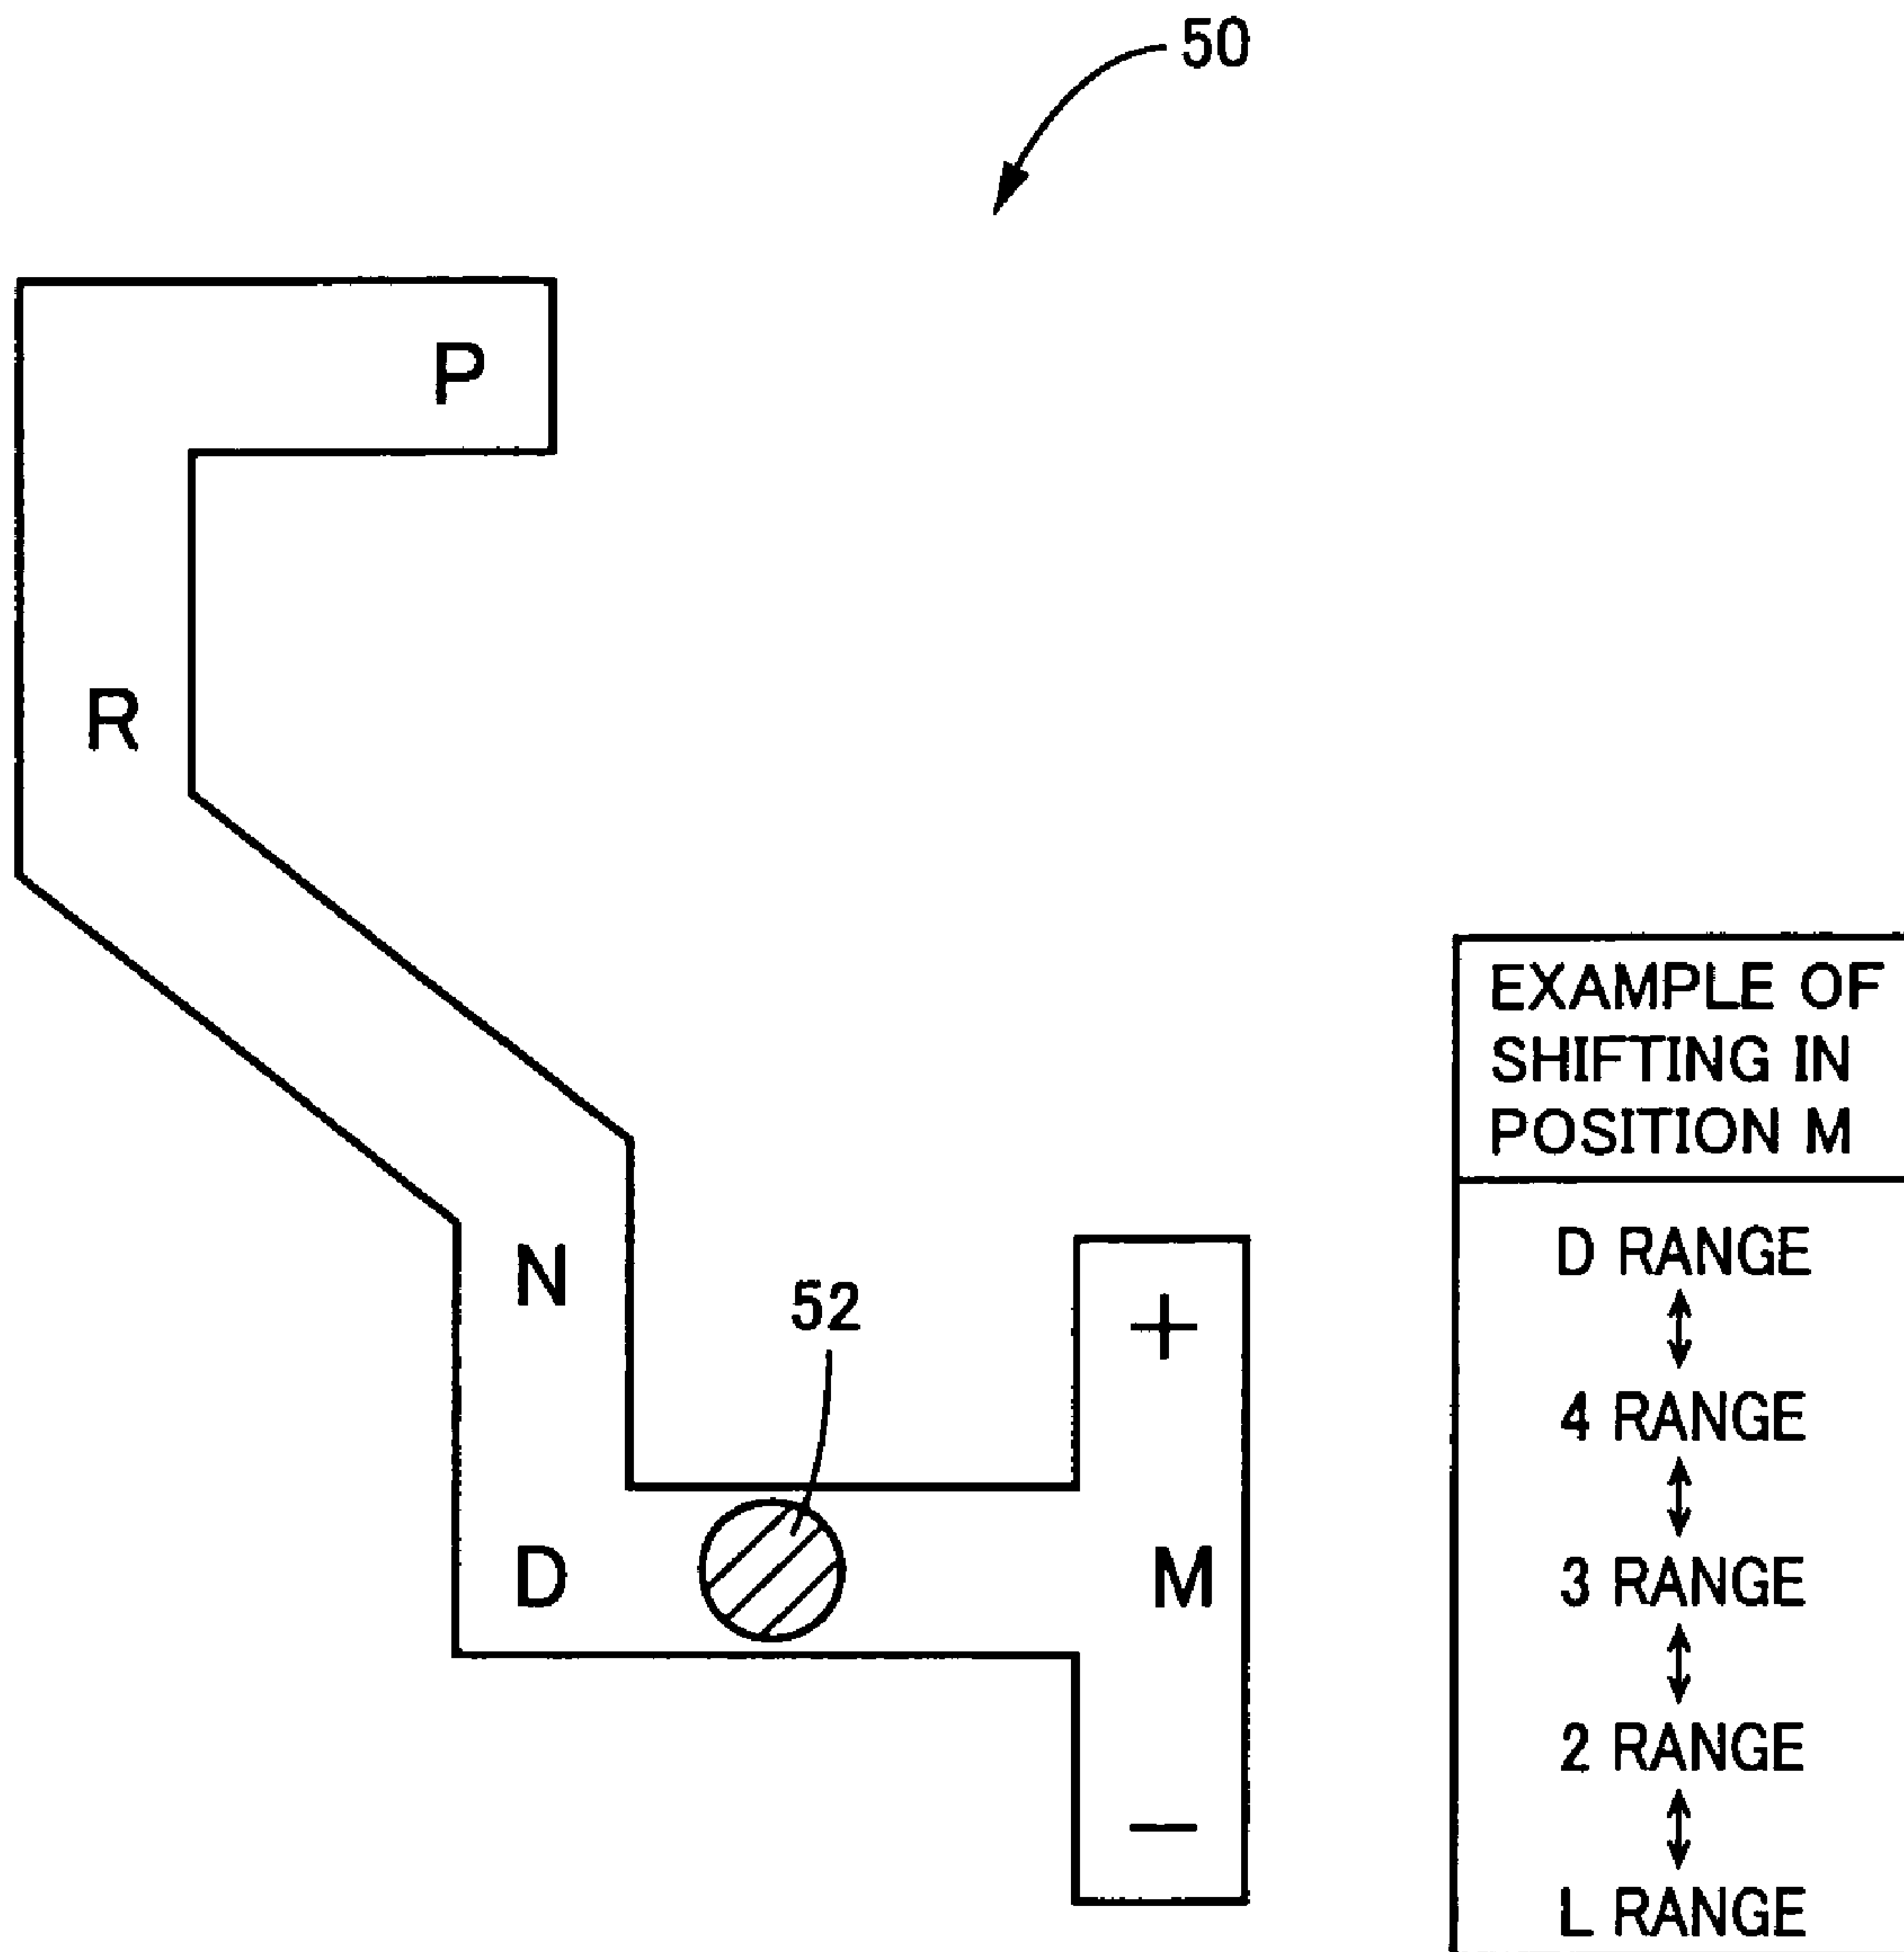 50
P
R
N
52
+
D
M
−
EXAMPLE OF
SHIFTING IN
POSITION M
D RANGE
4 RANGE
3 RANGE
2 RANGE
L RANGE